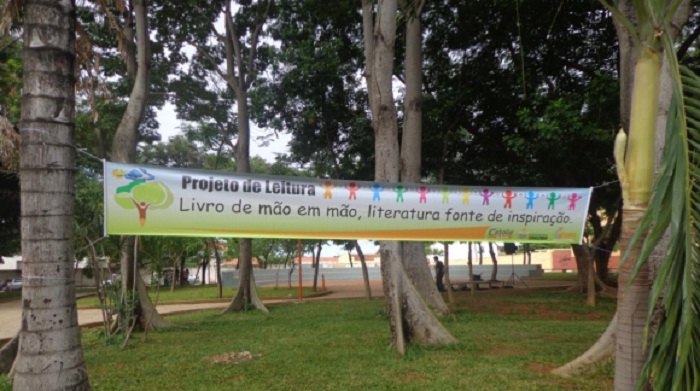 Projeto de Leitura
Livro de mão em mão, literatura fonte de inspiração.